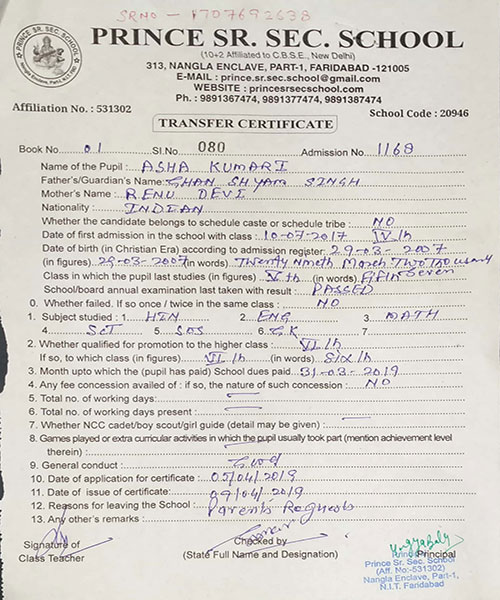 SRNO - 1707692638
PRINCE SR. SEC. SCHOOL
(10+2 Affiliated to C.B.S.E., New Delhi)
313, NANGLA ENCLAVE, PART-1, FARIDABAD -121005
E-MAIL : prince.sr.sec.school@gmail.com
WEBSITE : princesrsecschool.com
Ph. : 9891367474, 9891377474, 9891387474
Affiliation No. : 531302
School Code : 20946
TRANSFER CERTIFICATE
Book No. 01 Sl.No. 080 Admission No. 1168
Name of the Pupil : ASHA KUMARI
Father's/Guardian's Name: GHAN SHYAM SINGH
Mother's Name : RENU DEVI
Nationality : INDIAN
Whether the candidate belongs to schedule caste or schedule tribe : NO
Date of first admission in the school with class : 10-07-2017 IVth
Date of birth (in Christian Era) according to admission register: 29-03-2007
(in figures) 29-03-2007 (in words) Twenty Nineth March Two Thousand
Class in which the pupil last studies (in figures) Vth (in words) Fifth Seven
School/board annual examination last taken with result : PASSED
0. Whether failed. If so once / twice in the same class : NO
1. Subject studied : 1. HIN 2. ENG 3. MATH
4. SCI 5. SOS 6. GK 7.
2. Whether qualified for promotion to the higher class : VIth
If so, to which class (in figures) VIth (in words) Sixth
3. Month upto which the (pupil has paid) School dues paid. 31-03-2019
4. Any fee concession availed of : if so, the nature of such concession : NO
5. Total no. of working days:
6. Total no. of working days present :
7. Whether NCC cadet/boy scout/girl guide (detail may be given) :
8. Games played or extra curricular activities in which the pupil usually took part (mention achievement level
therein) :
9. General conduct : Good
10. Date of application for certificate : 05/04/2019
11. Date of issue of certificate: 09/04/2019
12. Reasons for leaving the School : Parents Requests
13. Any other's remarks :
Signature of
Class Teacher
Checked by
(State Full Name and Designation)
Principal
Prince Sr. Sec. School
(Aff. No:-531302)
Nangla Enclave, Part-1,
N.I.T. Faridabad